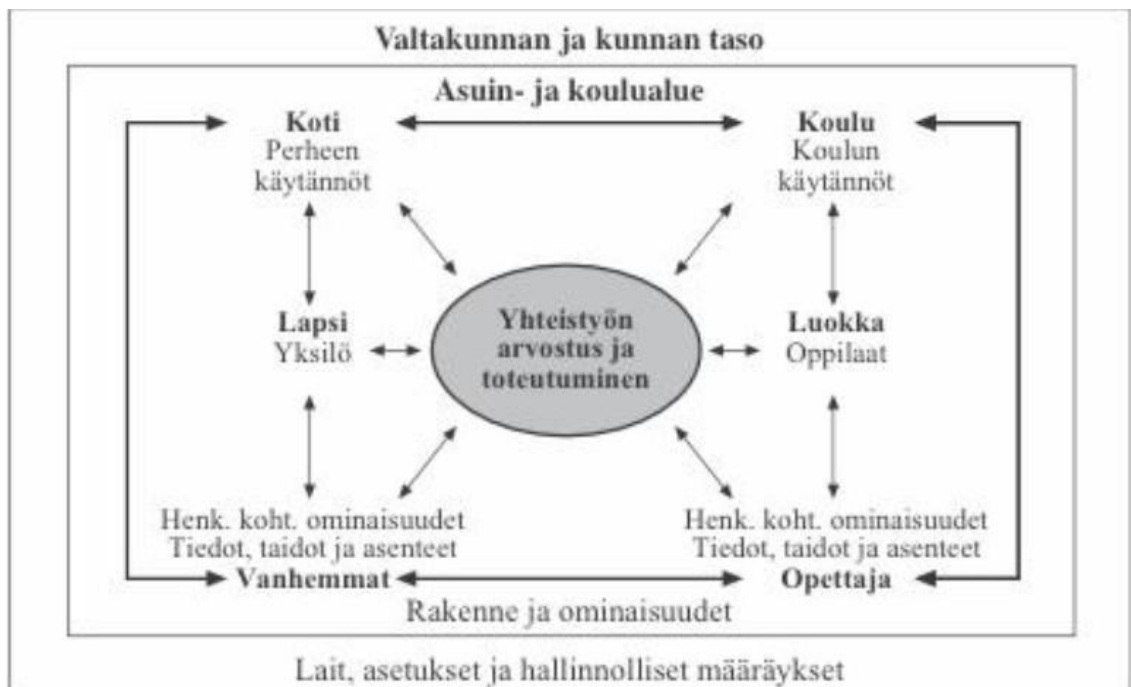 Valtakunnan ja kunnan taso
Asuin- ja koulualue
Koti
Perheen
käytännöt
Koulu
Koulun
käytännöt
Lapsi
Yksilö
Yhteistyön
arvostus ja
toteutuminen
Luokka
Oppilaat
Henk. koht. ominaisuudet
Tiedot, taidot ja asenteet
Vanhemmat
Henk. koht. ominaisuudet
Tiedot, taidot ja asenteet
Opettaja
Rakenne ja ominaisuudet
Lait, asetukset ja hallinnolliset määräykset